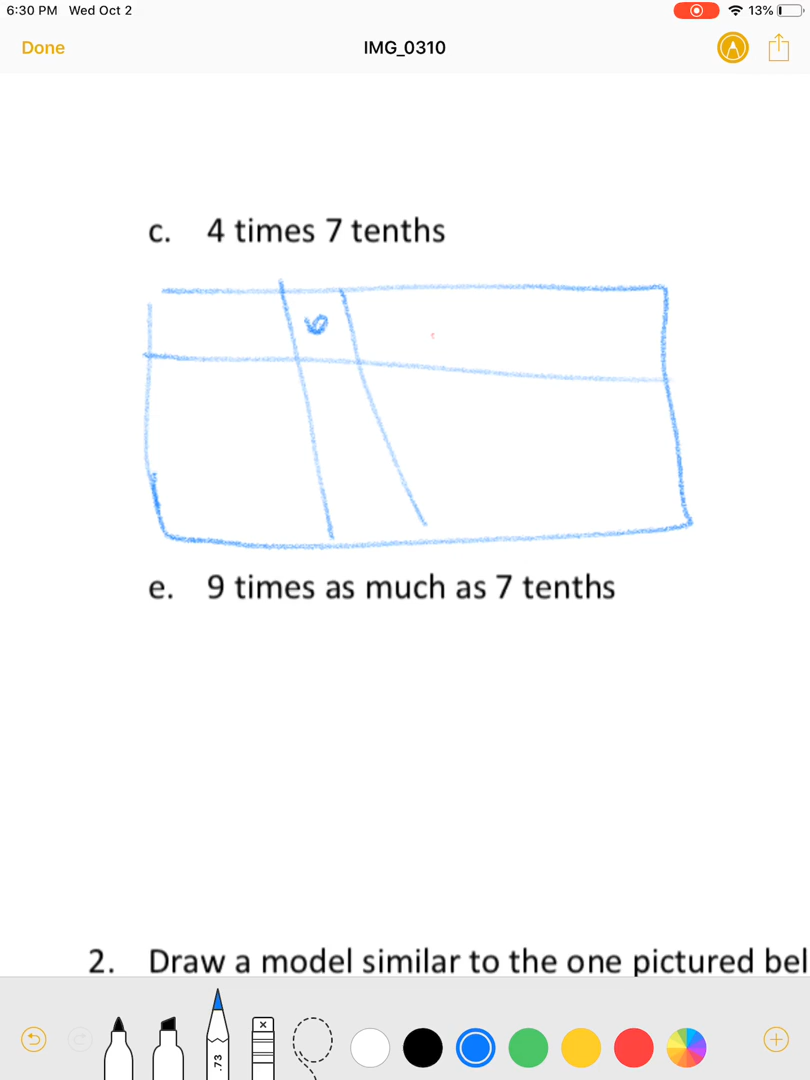 6:30 PM Wed Oct 2 13%
Done IMG_0310
c. 4 times 7 tenths
e. 9 times as much as 7 tenths
2. Draw a model similar to the one pictured bel
.73